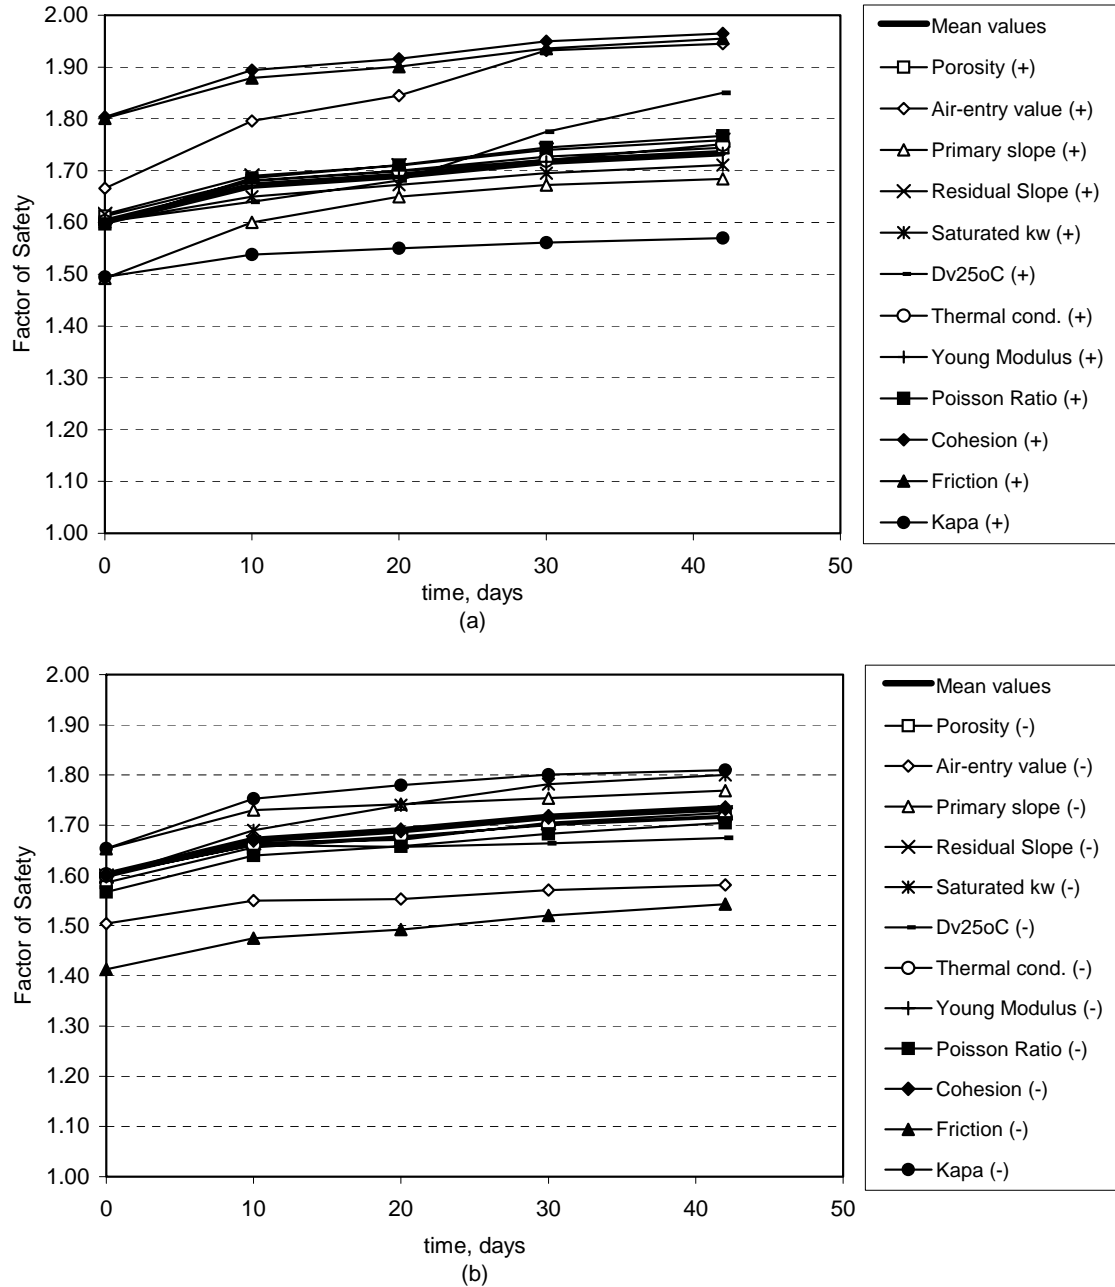 2.00
1.90
1.80
1.70
1.60
1.50
1.40
1.30
1.20
1.10
1.00
Factor of Safety
0 10 20 30 40 50
time, days
(a)
Mean values
Porosity (+)
Air-entry value (+)
Primary slope (+)
Residual Slope (+)
Saturated kw (+)
Dv25oC (+)
Thermal cond. (+)
Young Modulus (+)
Poisson Ratio (+)
Cohesion (+)
Friction (+)
Kapa (+)
2.00
1.90
1.80
1.70
1.60
1.50
1.40
1.30
1.20
1.10
1.00
Factor of Safety
0 10 20 30 40 50
time, days
(b)
Mean values
Porosity (-)
Air-entry value (-)
Primary slope (-)
Residual Slope (-)
Saturated kw (-)
Dv25oC (-)
Thermal cond. (-)
Young Modulus (-)
Poisson Ratio (-)
Cohesion (-)
Friction (-)
Kapa (-)